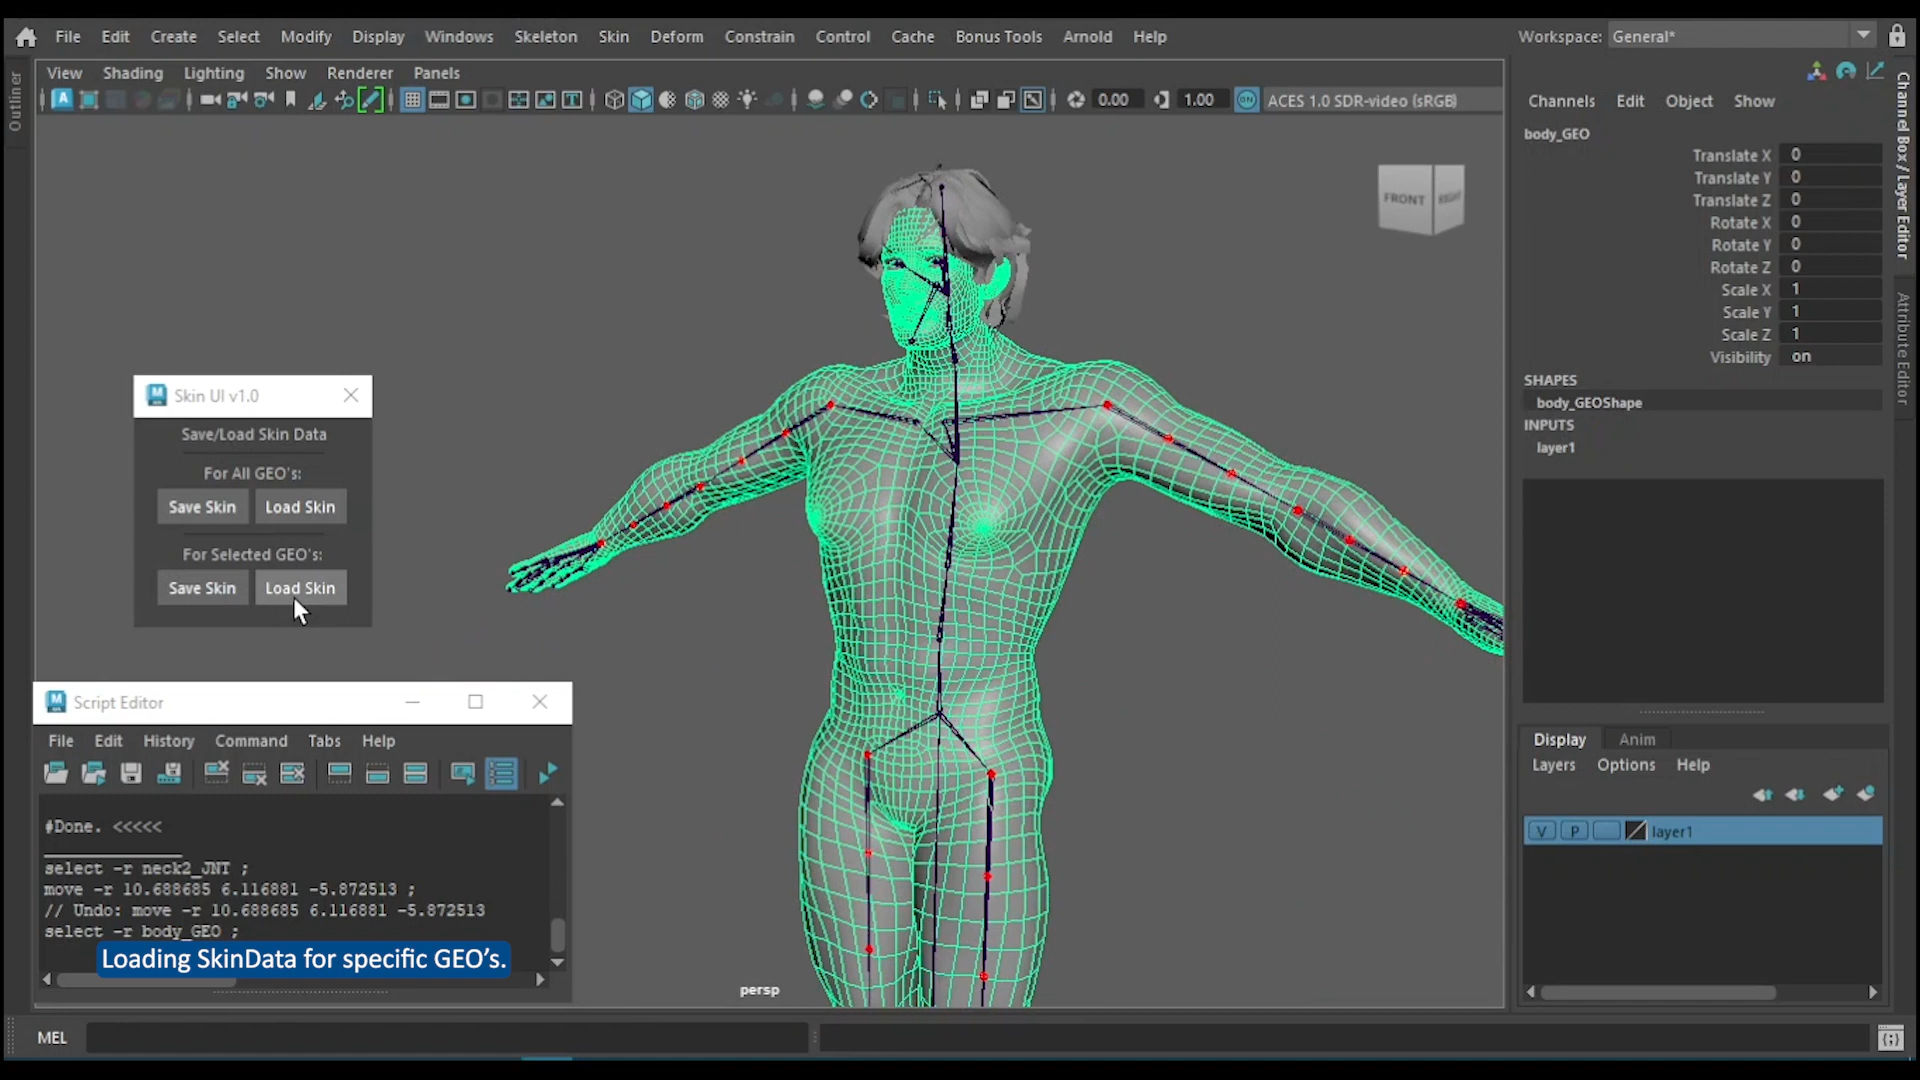 File Edit Create Select Modify Display Windows Skeleton Skin Deform Constrain Control Cache Bonus Tools Arnold Help
Workspace: General*
View Shading Lighting Show Renderer Panels
0.00 1.00 ON ACES 1.0 SDR-video (sRGB)
Outliner
FRONT RIGHT
Skin UI v1.0
Save/Load Skin Data
For All GEO's:
Save Skin Load Skin
For Selected GEO's:
Save Skin Load Skin
Script Editor
File Edit History Command Tabs Help
#Done. <<<<<
select -r neck2_JNT ;
move -r 10.688685 6.116881 -5.872513 ;
// Undo: move -r 10.688685 6.116881 -5.872513
select -r body_GEO ;
Loading SkinData for specific GEO’s.
persp
MEL
Channels Edit Object Show
body_GEO
Translate X 0
Translate Y 0
Translate Z 0
Rotate X 0
Rotate Y 0
Rotate Z 0
Scale X 1
Scale Y 1
Scale Z 1
Visibility on
SHAPES
body_GEOShape
INPUTS
layer1
Channel Box / Layer Editor
Attribute Editor
Display Anim
Layers Options Help
V P layer1